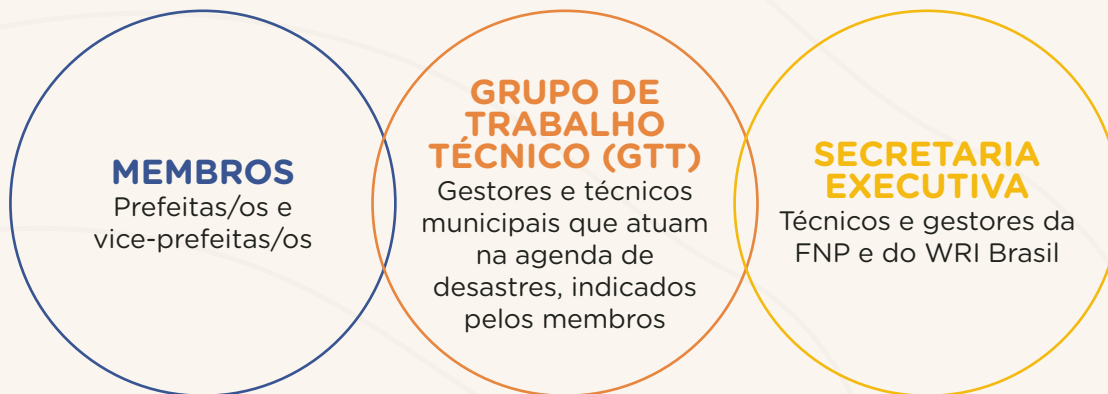 MEMBROS
Prefeitas/os e
vice-prefeitas/os
GRUPO DE
TRABALHO
TÉCNICO (GTT)
Gestores e técnicos
municipais que atuam
na agenda de
desastres, indicados
pelos membros
SECRETARIA
EXECUTIVA
Técnicos e gestores da
FNP e do WRI Brasil